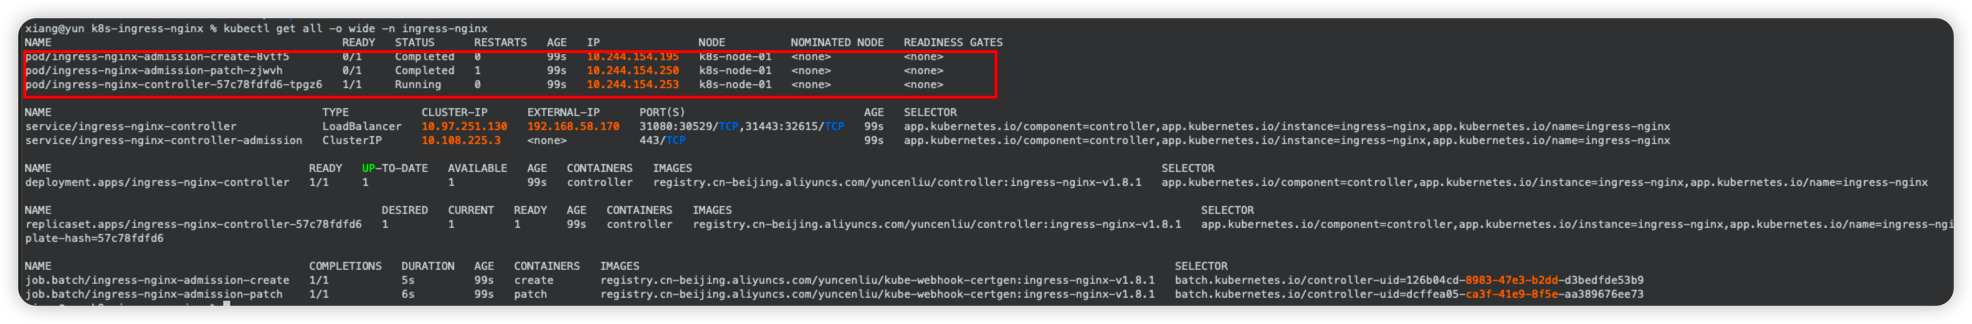 xiang@yun k8s-ingress-nginx % kubectl get all -o wide -n ingress-nginx
NAME READY STATUS RESTARTS AGE IP NODE NOMINATED NODE READINESS GATES
pod/ingress-nginx-admission-create-8vtf5 0/1 Completed 0 99s 10.244.154.195 k8s-node-01 <none> <none>
pod/ingress-nginx-admission-patch-zjwvh 0/1 Completed 1 99s 10.244.154.250 k8s-node-01 <none> <none>
pod/ingress-nginx-controller-57c78fdfd6-tpgz6 1/1 Running 0 99s 10.244.154.253 k8s-node-01 <none> <none>
NAME TYPE CLUSTER-IP EXTERNAL-IP PORT(S) AGE SELECTOR
service/ingress-nginx-controller LoadBalancer 10.97.251.130 192.168.58.170 31080:30529/TCP,31443:32615/TCP 99s app.kubernetes.io/component=controller,app.kubernetes.io/instance=ingress-nginx,app.kubernetes.io/name=ingress-nginx
service/ingress-nginx-controller-admission ClusterIP 10.108.225.3 <none> 443/TCP 99s app.kubernetes.io/component=controller,app.kubernetes.io/instance=ingress-nginx,app.kubernetes.io/name=ingress-nginx
NAME READY UP-TO-DATE AVAILABLE AGE CONTAINERS IMAGES SELECTOR
deployment.apps/ingress-nginx-controller 1/1 1 1 99s controller registry.cn-beijing.aliyuncs.com/yuncenliu/controller:ingress-nginx-v1.8.1 app.kubernetes.io/component=controller,app.kubernetes.io/instance=ingress-nginx,app.kubernetes.io/name=ingress-nginx
NAME DESIRED CURRENT READY AGE CONTAINERS IMAGES SELECTOR
replicaset.apps/ingress-nginx-controller-57c78fdfd6 1 1 1 99s controller registry.cn-beijing.aliyuncs.com/yuncenliu/controller:ingress-nginx-v1.8.1 app.kubernetes.io/component=controller,app.kubernetes.io/instance=ingress-nginx,app.kubernetes.io/name=ingress-ngi
plate-hash=57c78fdfd6
NAME COMPLETIONS DURATION AGE CONTAINERS IMAGES SELECTOR
job.batch/ingress-nginx-admission-create 1/1 5s 99s create registry.cn-beijing.aliyuncs.com/yuncenliu/kube-webhook-certgen:ingress-nginx-v1.8.1 batch.kubernetes.io/controller-uid=126b04cd-8983-47e3-b2dd-d3bedfde53b9
job.batch/ingress-nginx-admission-patch 1/1 6s 99s patch registry.cn-beijing.aliyuncs.com/yuncenliu/kube-webhook-certgen:ingress-nginx-v1.8.1 batch.kubernetes.io/controller-uid=dcffea05-ca3f-41e9-8f5e-aa389676ee73